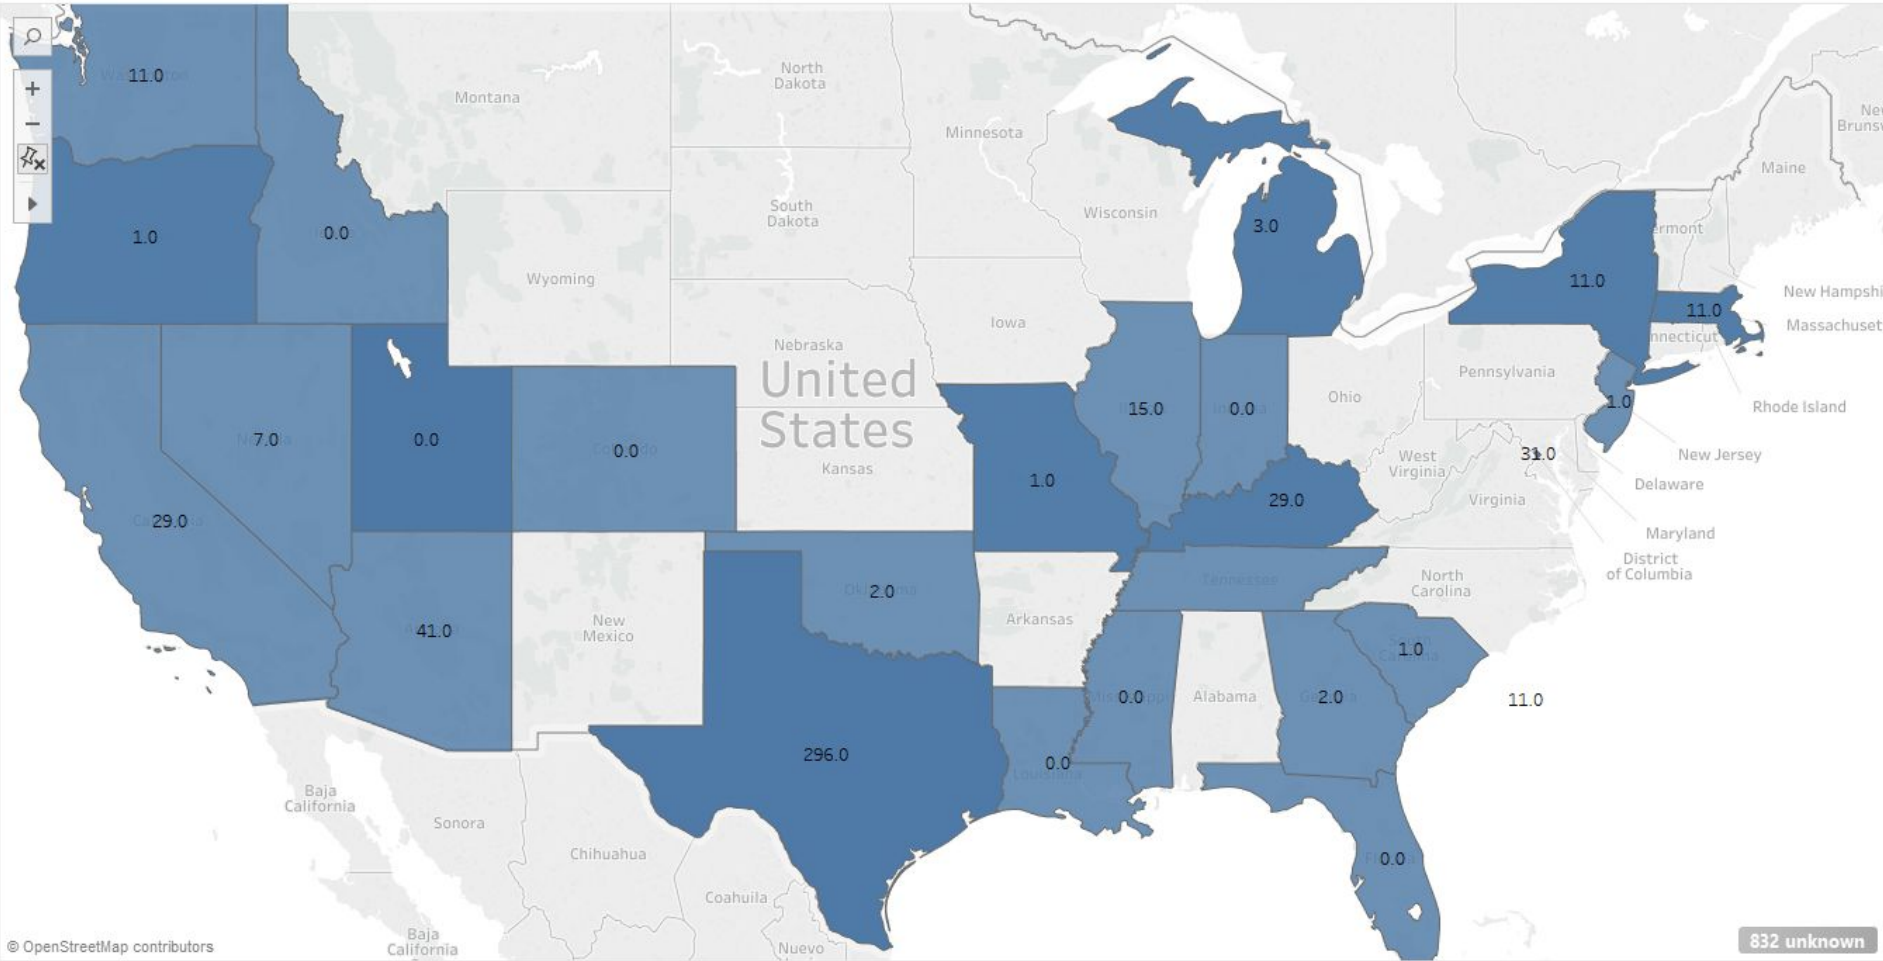 11.0
Montana
North
Dakota
Minnesota
New
Brunsw
Maine
1.0
0.0
South
Dakota
Wisconsin
3.0
ermont
Wyoming
11.0
New Hampshi
11.0
Massachuset
Iowa
Nebraska
nnecticut
United
States
Pennsylvania
Ohio
15.0
0.0
1.0
Rhode Island
7.0
0.0
0.0
Kansas
West
Virginia
31.0
New Jersey
Delaware
1.0
29.0
Virginia
29.0
Maryland
District
of Columbia
Tennessee
North
Carolina
2.0
New
Mexico
Arkansas
41.0
South
Carolina
1.0
0.0
Alabama
2.0
11.0
296.0
0.0
Louisiana
Baja
California
Sonora
Chihuahua
0.0
Coahuila
Baja
California
Nuevo
© OpenStreetMap contributors
832 unknown